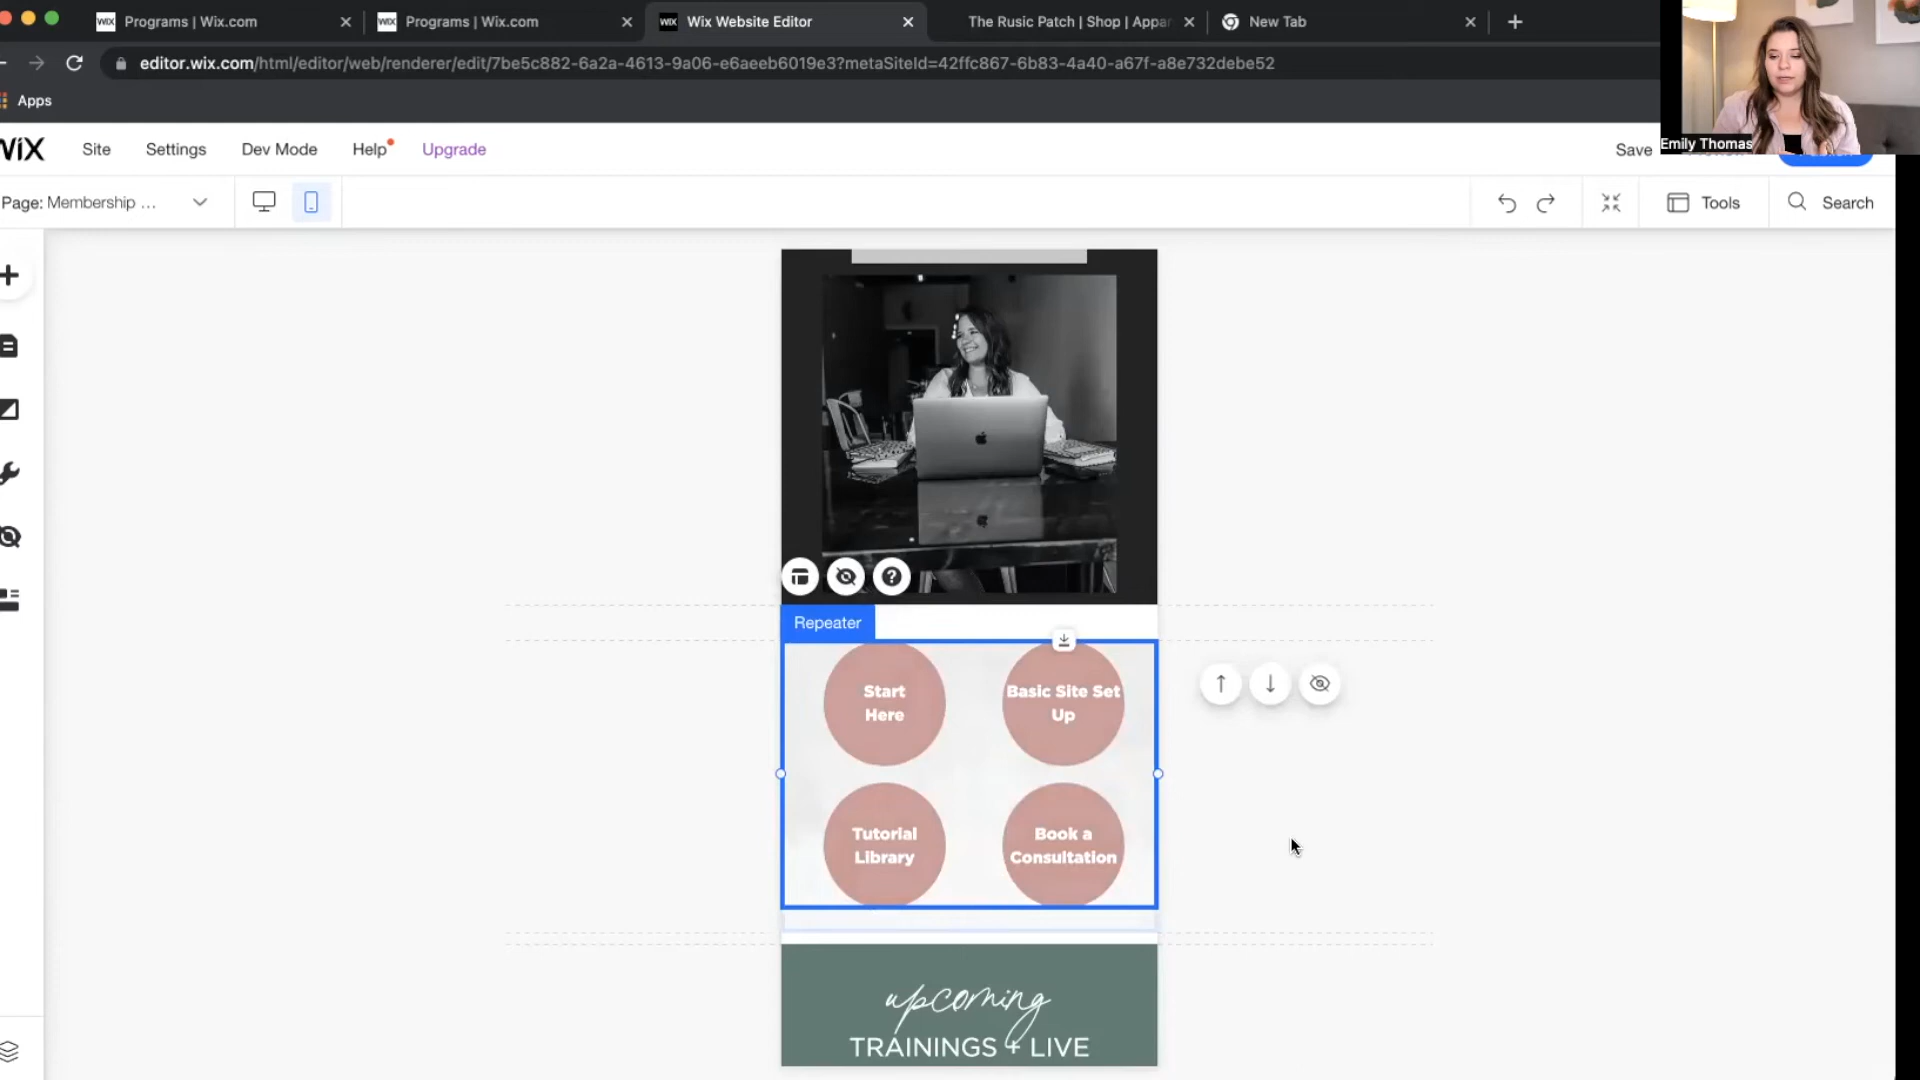 WIX Programs | Wix.com
WIX Programs | Wix.com
WIX Wix Website Editor
The Rusic Patch | Shop | Appar
New Tab
editor.wix.com/html/editor/web/renderer/edit/7be5c882-6a2a-4613-9a06-e6aeeb6019e3?metaSiteId=42ffc867-6b83-4a40-a67f-a8e732debe52
Apps
Emily Thomas
WiX
Site
Settings
Dev Mode
Help
Upgrade
Save
Page: Membership ...
Tools
Search
Repeater
Start
Here
Basic Site Set
Up
Tutorial
Library
Book a
Consultation
upcoming
TRAININGS + LIVE